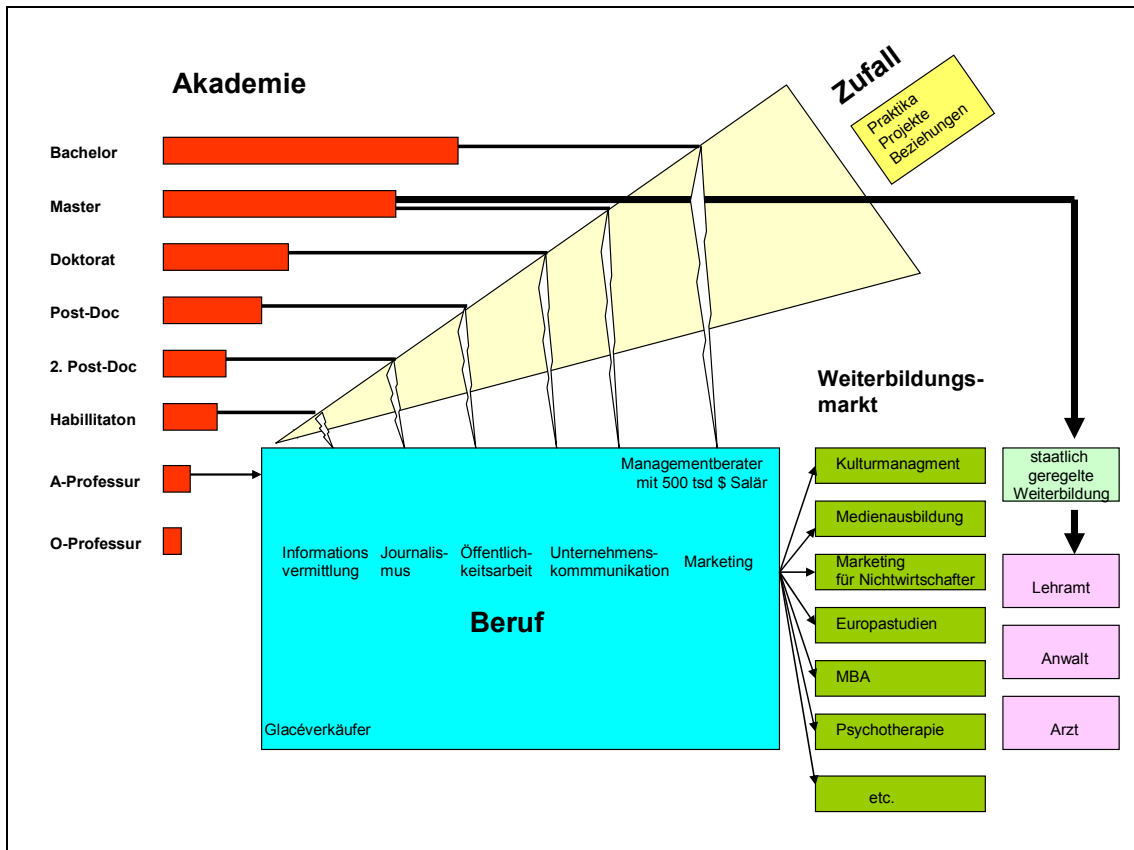 Akademie
Zufall
Praktika
Projekte
Beziehungen
Bachelor
Master
Doktorat
Post-Doc
2. Post-Doc
Habillitaton
A-Professur
O-Professur
Weiterbildungs-
markt
Managementberater
mit 500 tsd $ Salär
Informations
vermittlung
Journalis-
mus
Öffentlich-
keitsarbeit
Unternehmens-
kommmunikation
Marketing
Beruf
Glacéverkäufer
Kulturmanagment
Medienausbildung
Marketing
für Nichtwirtschafter
Europastudien
MBA
Psychotherapie
etc.
staatlich
geregelte
Weiterbildung
Lehramt
Anwalt
Arzt